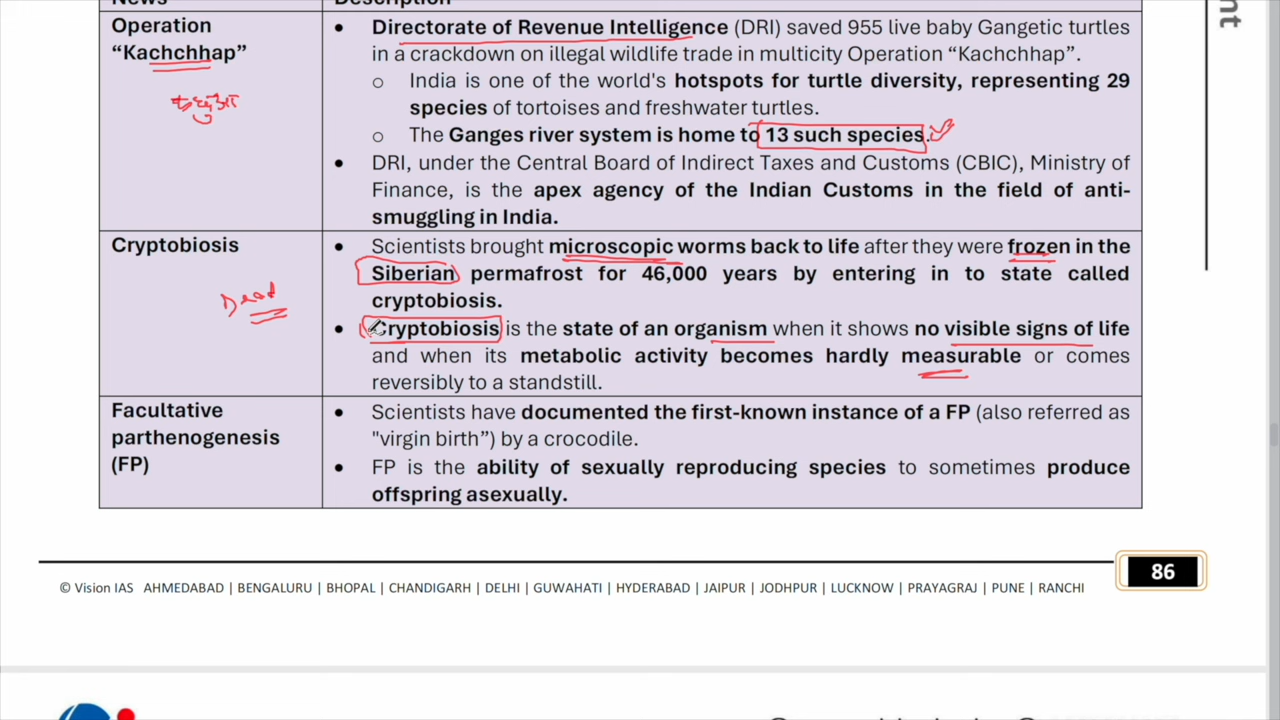 News Description
Operation
“Kachchhap”
• Directorate of Revenue Intelligence (DRI) saved 955 live baby Gangetic turtles
in a crackdown on illegal wildlife trade in multicity Operation “Kachchhap”.
o India is one of the world's hotspots for turtle diversity, representing 29
species of tortoises and freshwater turtles.
o The Ganges river system is home to 13 such species.
• DRI, under the Central Board of Indirect Taxes and Customs (CBIC), Ministry of
Finance, is the apex agency of the Indian Customs in the field of anti-
smuggling in India.
Cryptobiosis
Dead
• Scientists brought microscopic worms back to life after they were frozen in the
Siberian permafrost for 46,000 years by entering in to state called
cryptobiosis.
• Cryptobiosis is the state of an organism when it shows no visible signs of life
and when its metabolic activity becomes hardly measurable or comes
reversibly to a standstill.
Facultative
parthenogenesis
(FP)
• Scientists have documented the first-known instance of a FP (also referred as
"virgin birth”) by a crocodile.
• FP is the ability of sexually reproducing species to sometimes produce
offspring asexually.
86
© Vision IAS AHMEDABAD | BENGALURU | BHOPAL | CHANDIGARH | DELHI | GUWAHATI | HYDERABAD | JAIPUR | JODHPUR | LUCKNOW | PRAYAGRAJ | PUNE | RANCHI
nt